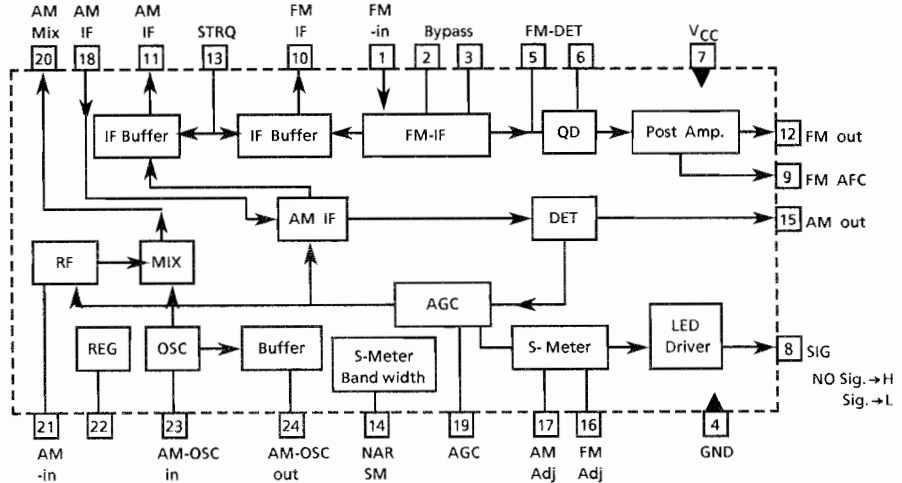 AM AM AM FM FM
Mix IF IF STRQ IF -in Bypass FM-DET VCC
20 18 11 13 10 1 2 3 5 6 7
IF Buffer IF Buffer FM-IF QD Post Amp. 12 FM out
9 FM AFC
AM IF DET 15 AM out
RF MIX
AGC
REG OSC Buffer S-Meter Band width S-Meter LED Driver 8 SIG
NO Sig.→H
Sig.→L
21 22 23 24 14 19 17 16 4
AM AM-OSC AM-OSC NAR AGC AM FM GND
-in in out SM Adj Adj